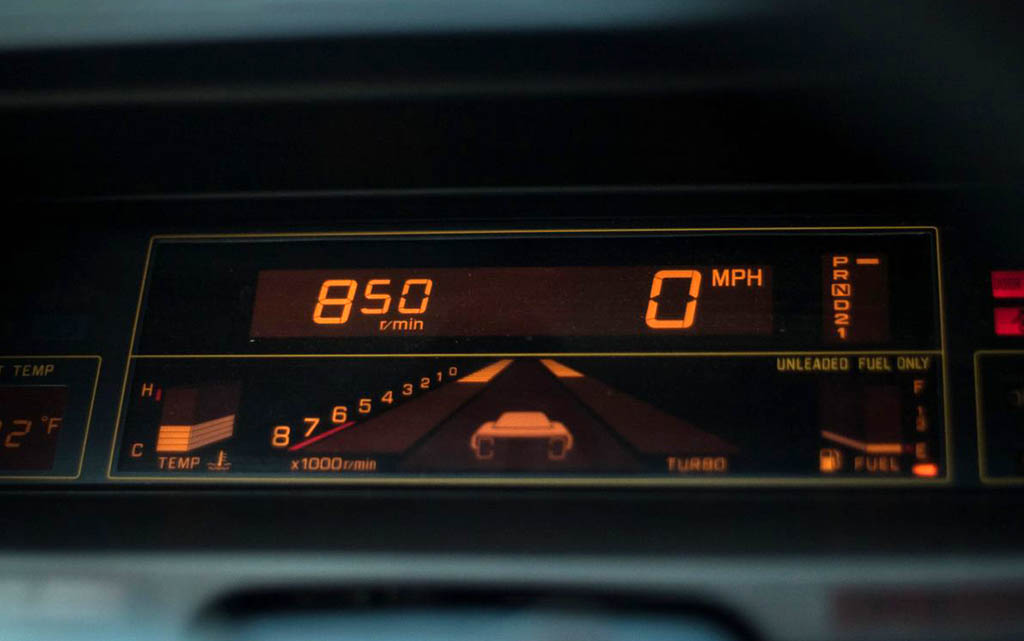 850
r/min
0 MPH
P
R
N
D
2
1
TEMP
°F
UNLEADED FUEL ONLY
H
C
TEMP
8 7 6 5 4 3 2 1 0
x1000r/min
TURBO
F
E
FUEL